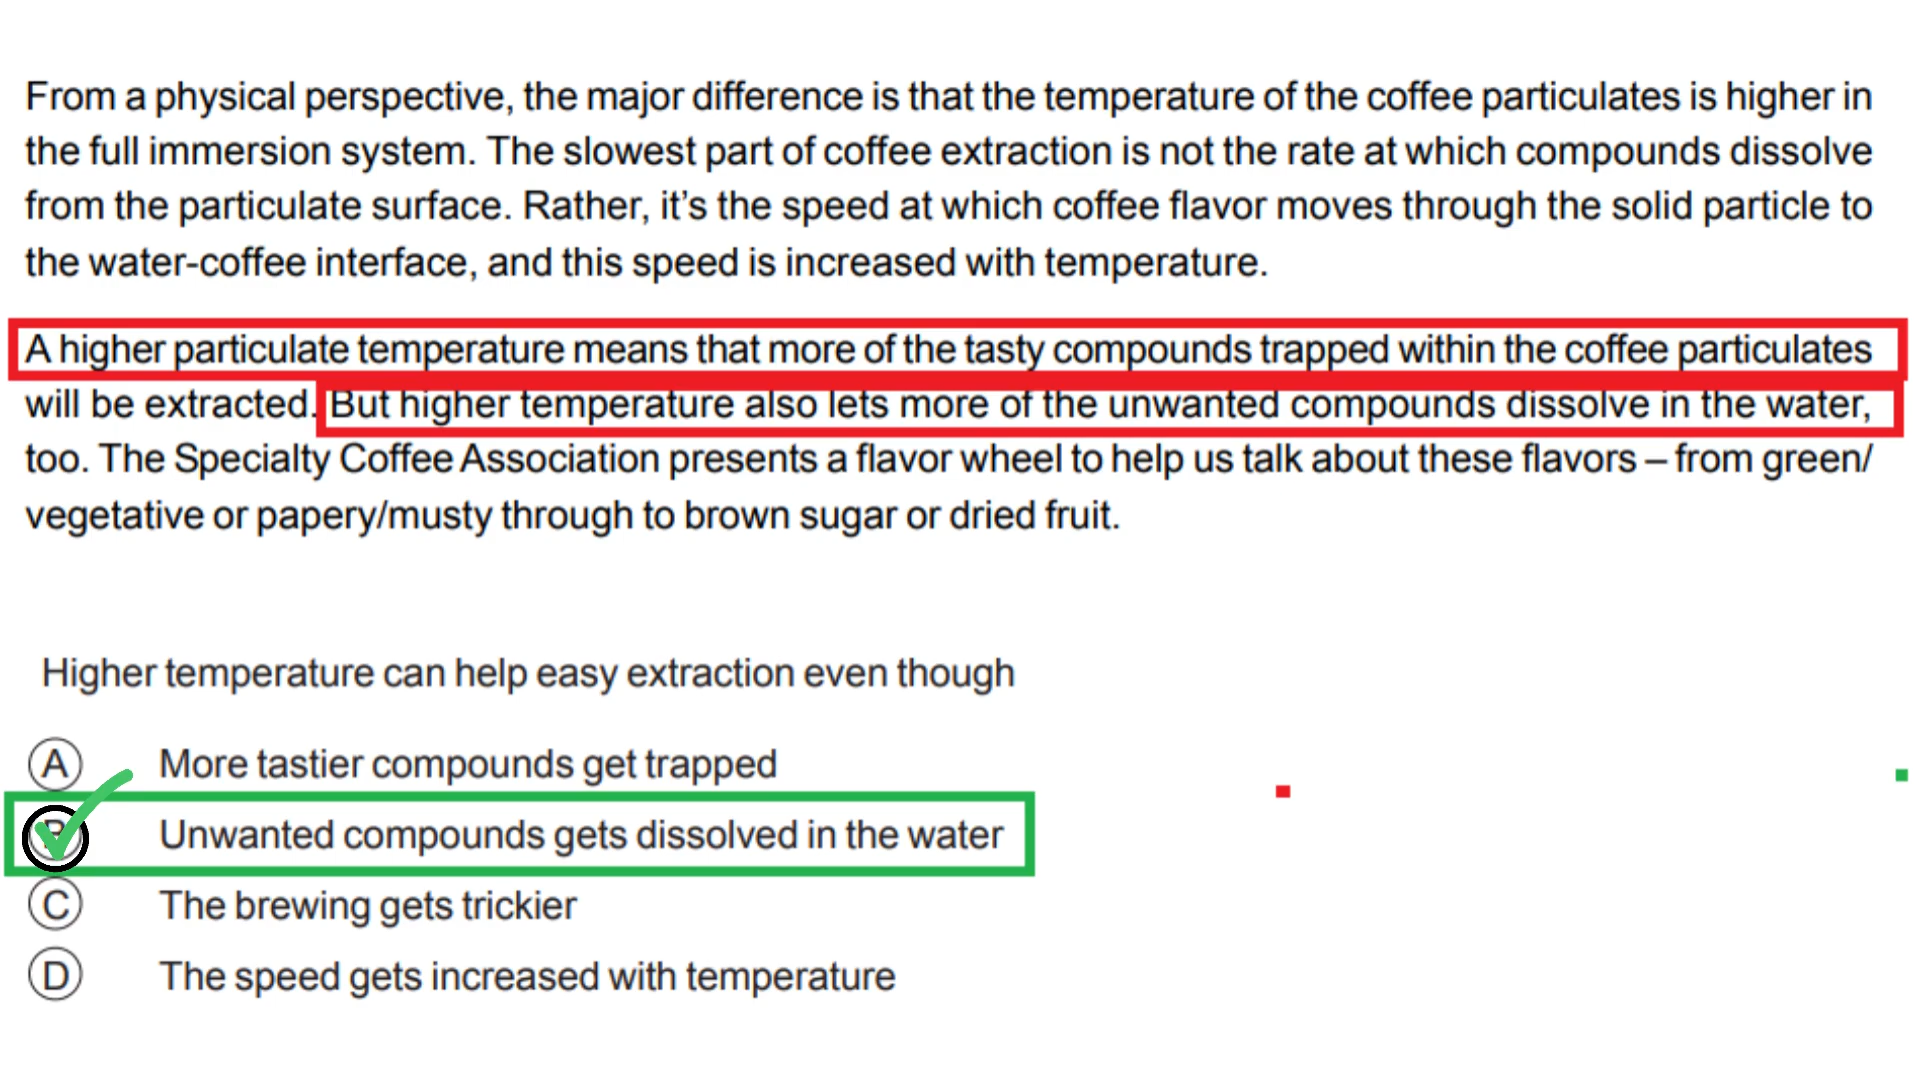 From a physical perspective, the major difference is that the temperature of the coffee particulates is higher in
the full immersion system. The slowest part of coffee extraction is not the rate at which compounds dissolve
from the particulate surface. Rather, it’s the speed at which coffee flavor moves through the solid particle to
the water-coffee interface, and this speed is increased with temperature.
A higher particulate temperature means that more of the tasty compounds trapped within the coffee particulates
will be extracted. But higher temperature also lets more of the unwanted compounds dissolve in the water,
too. The Specialty Coffee Association presents a flavor wheel to help us talk about these flavors – from green/
vegetative or papery/musty through to brown sugar or dried fruit.
Higher temperature can help easy extraction even though
A More tastier compounds get trapped
B Unwanted compounds gets dissolved in the water
C The brewing gets trickier
D The speed gets increased with temperature